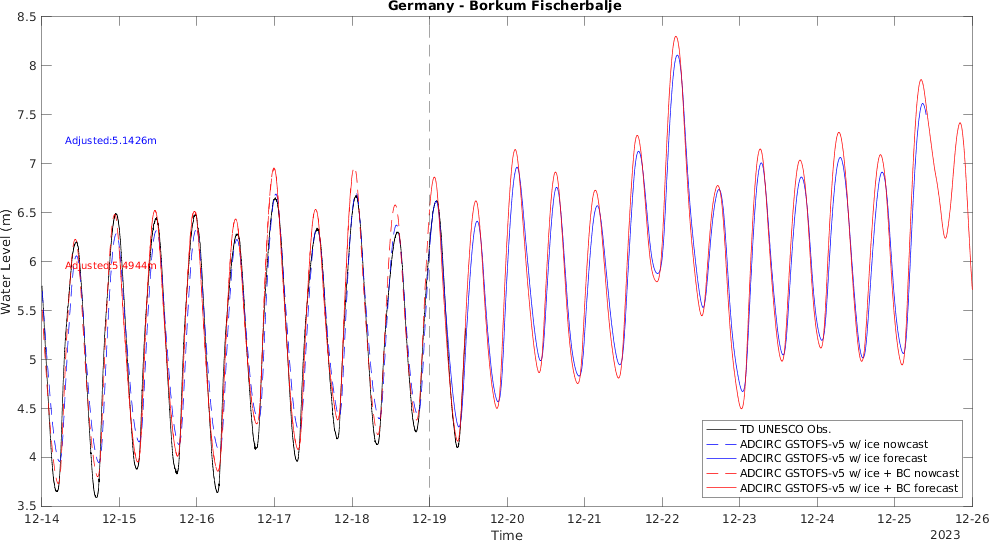 Germany - Borkum Fischerbalje
8.5
8
7.5
7
6.5
6
5.5
5
4.5
4
3.5
Water Level (m)
Adjusted:5.1426m
Adjusted:5.4944m
TD UNESCO Obs.
ADCIRC GSTOFS-v5 w/ ice nowcast
ADCIRC GSTOFS-v5 w/ ice forecast
ADCIRC GSTOFS-v5 w/ ice + BC nowcast
ADCIRC GSTOFS-v5 w/ ice + BC forecast
12-14 12-15 12-16 12-17 12-18 12-19 12-20 12-21 12-22 12-23 12-24 12-25 12-26
Time
2023